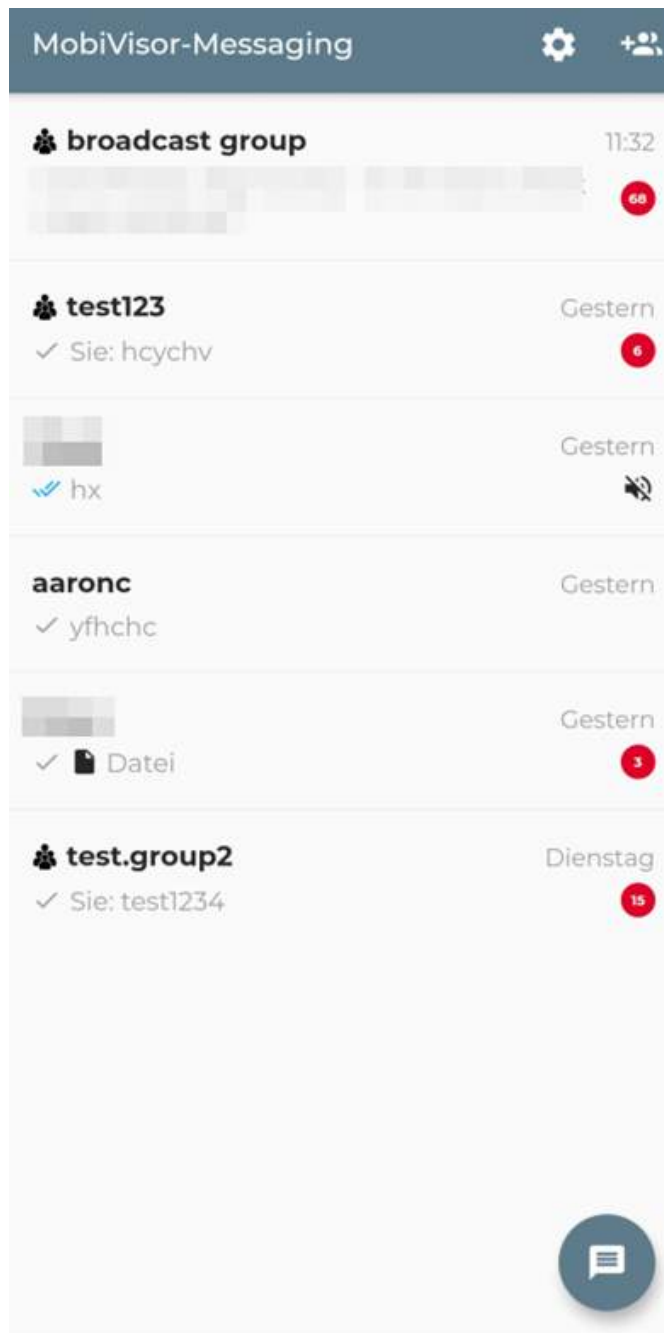 MobiVisor-Messaging
broadcast group 11:32
68
test123 Gestern
Sie: hcychv 6
Gestern
hx
aaronc Gestern
yfhchc
Gestern
Datei 3
test.group2 Dienstag
Sie: test1234 15